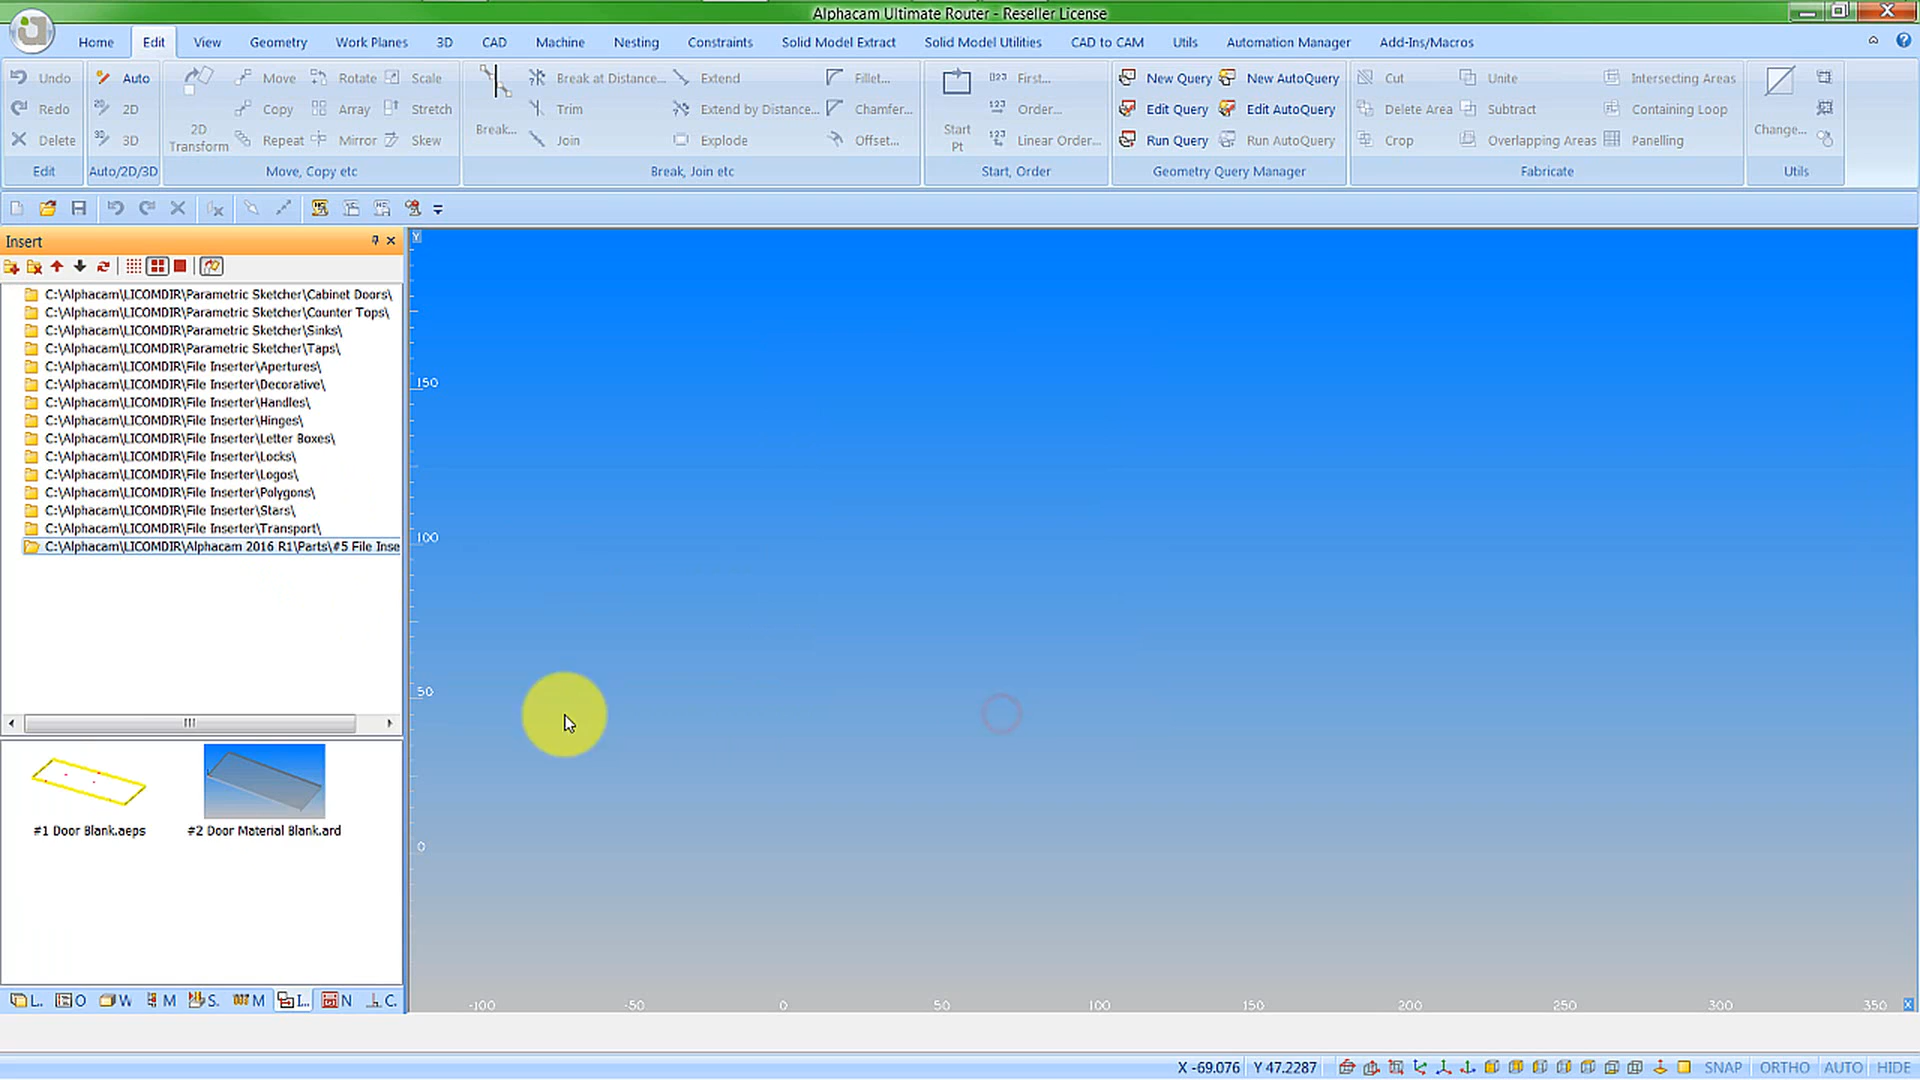 Alphacam Ultimate Router - Reseller License
Home Edit View Geometry Work Planes 3D CAD Machine Nesting Constraints Solid Model Extract Solid Model Utilities CAD to CAM Utils Automation Manager Add-Ins/Macros
Undo Auto Move Rotate Scale Break at Distance... Extend Fillet... First... New Query New AutoQuery Cut Unite Intersecting Areas
Redo 2D Copy Array Stretch Trim Extend by Distance... Chamfer... Order... Edit Query Edit AutoQuery Delete Area Subtract Containing Loop
Delete 3D 2D Transform Repeat Mirror Skew Break... Join Explode Offset... Start Pt Linear Order... Run Query Run AutoQuery Crop Overlapping Areas Panelling Change...
Edit Auto/2D/3D Move, Copy etc Break, Join etc Start, Order Geometry Query Manager Fabricate Utils
Insert
C:\Alphacam\LICOMDIR\Parametric Sketcher\Cabinet Doors\
C:\Alphacam\LICOMDIR\Parametric Sketcher\Counter Tops\
C:\Alphacam\LICOMDIR\Parametric Sketcher\Sinks\
C:\Alphacam\LICOMDIR\Parametric Sketcher\Taps\
C:\Alphacam\LICOMDIR\File Inserter\Apertures\
C:\Alphacam\LICOMDIR\File Inserter\Decorative\
C:\Alphacam\LICOMDIR\File Inserter\Handles\
C:\Alphacam\LICOMDIR\File Inserter\Hinges\
C:\Alphacam\LICOMDIR\File Inserter\Letter Boxes\
C:\Alphacam\LICOMDIR\File Inserter\Locks\
C:\Alphacam\LICOMDIR\File Inserter\Logos\
C:\Alphacam\LICOMDIR\File Inserter\Polygons\
C:\Alphacam\LICOMDIR\File Inserter\Stars\
C:\Alphacam\LICOMDIR\File Inserter\Transport\
C:\Alphacam\LICOMDIR\Alphacam 2016 R1\Parts\#5 File Inse
#1 Door Blank.aeps #2 Door Material Blank.ard
L. O W M S. M I... N C.
Y
150
100
50
0
-100 -50 0 50 100 150 200 250 300 350 X
X -69.076 Y 47.2287 SNAP ORTHO AUTO HIDE